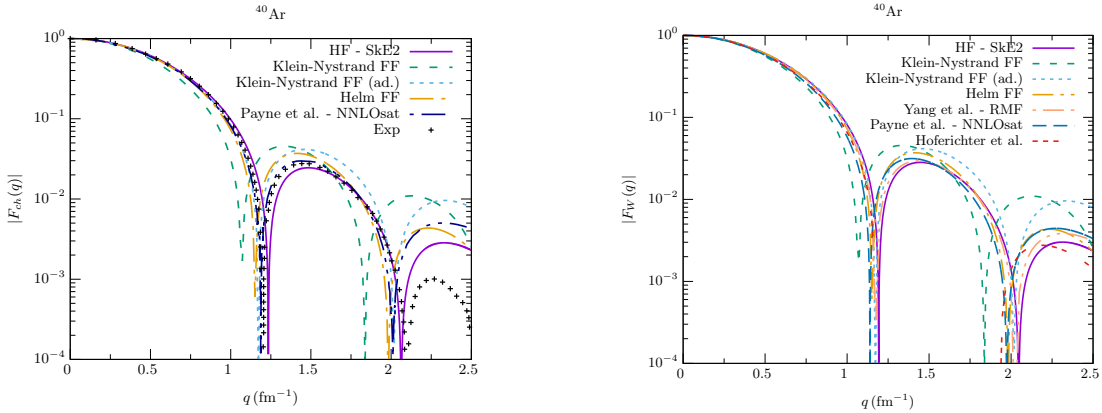 ⁴⁰Ar
|F_ch(q)|
10⁰
10⁻¹
10⁻²
10⁻³
10⁻⁴
HF - SkE2
Klein-Nystrand FF
Klein-Nystrand FF (ad.)
Helm FF
Payne et al. - NNLOsat
Exp
0 0.5 1 1.5 2 2.5
q (fm⁻¹)
⁴⁰Ar
|F_W(q)|
10⁰
10⁻¹
10⁻²
10⁻³
10⁻⁴
HF - SkE2
Klein-Nystrand FF
Klein-Nystrand FF (ad.)
Helm FF
Yang et al. - RMF
Payne et al. - NNLOsat
Hoferichter et al.
0 0.5 1 1.5 2 2.5
q (fm⁻¹)